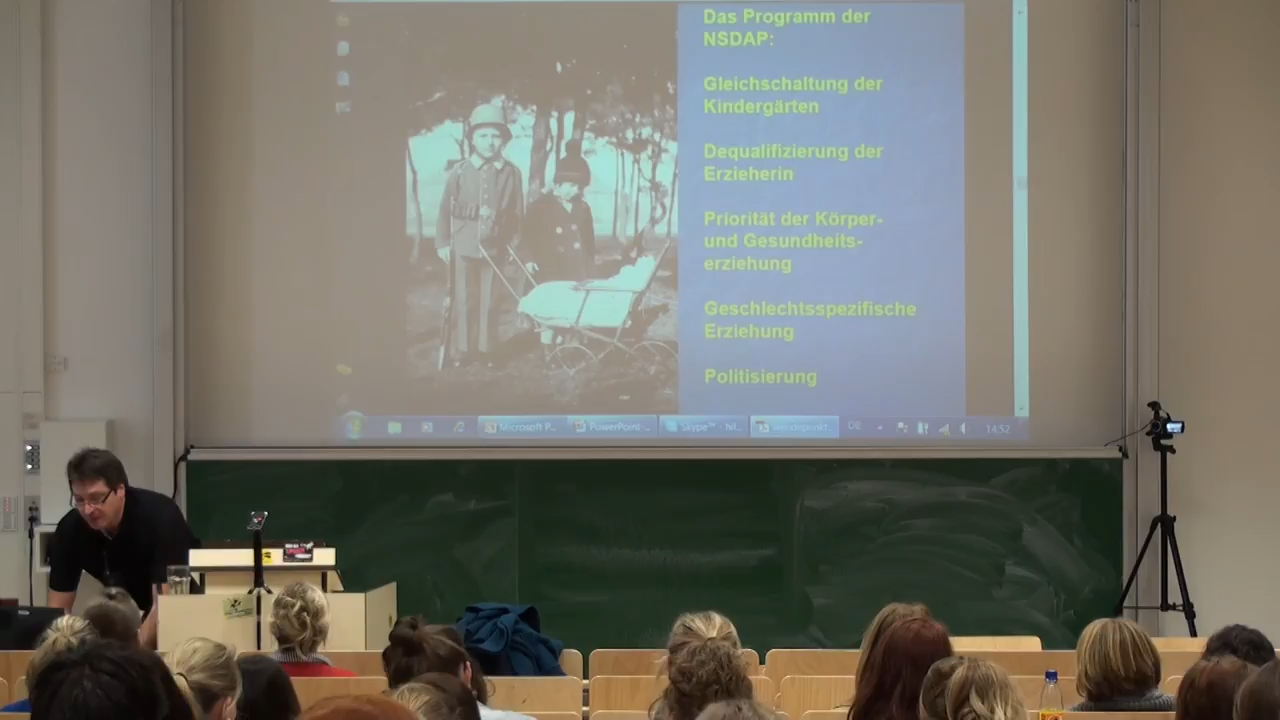 Das Programm der
NSDAP:
Gleichschaltung der
Kindergärten
Dequalifizierung der
Erzieherin
Priorität der Körper-
und Gesundheits-
erziehung
Geschlechtsspezifische
Erziehung
Politisierung
Microsoft P...
PowerPoint-...
Skype™ - hil...
DE
14:52